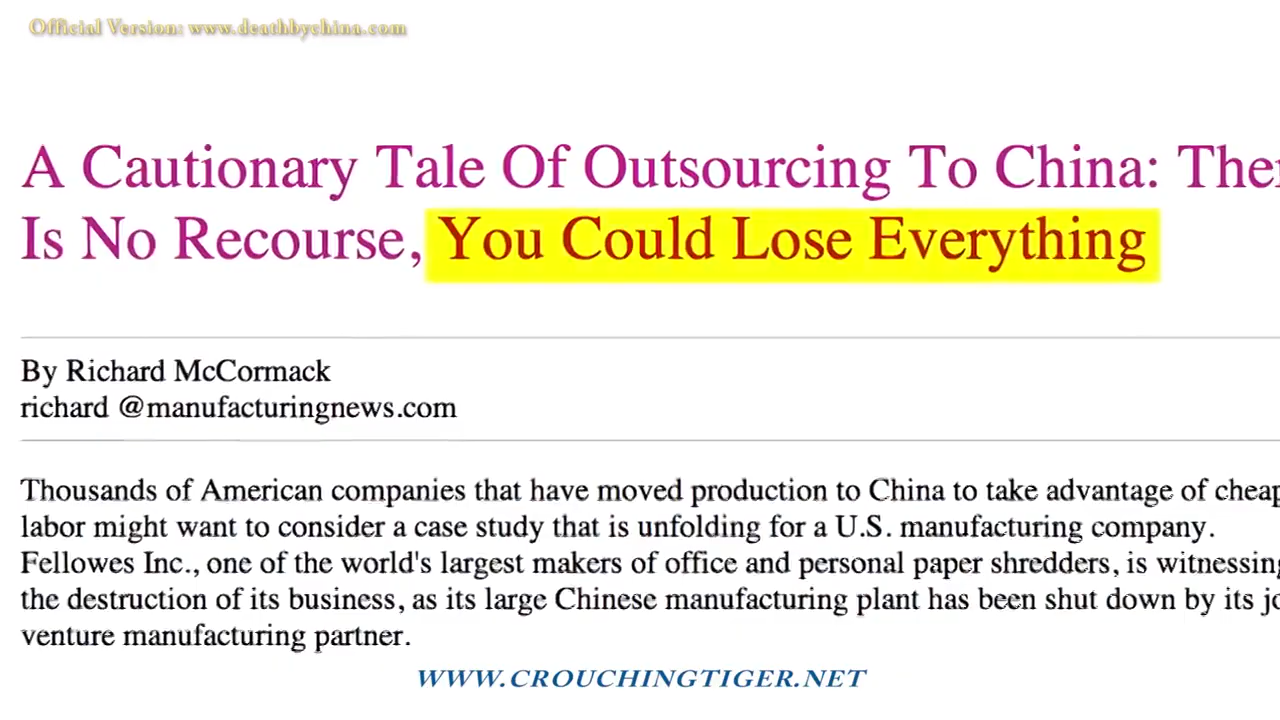 Official Version: www.deathbychina.com
A Cautionary Tale Of Outsourcing To China: 
Is No Recourse, You Could Lose Everything
By Richard McCormack
richard @manufacturingnews.com
Thousands of American companies that have moved production to China to take advantage of
labor might want to consider a case study that is unfolding for a U.S. manufacturing company.
Fellowes Inc., one of the world's largest makers of office and personal paper shredders, is witnessing
the destruction of its business, as its large Chinese manufacturing plant has been shut down by its
venture manufacturing partner.
WWW.CROUCHINGTIGER.NET